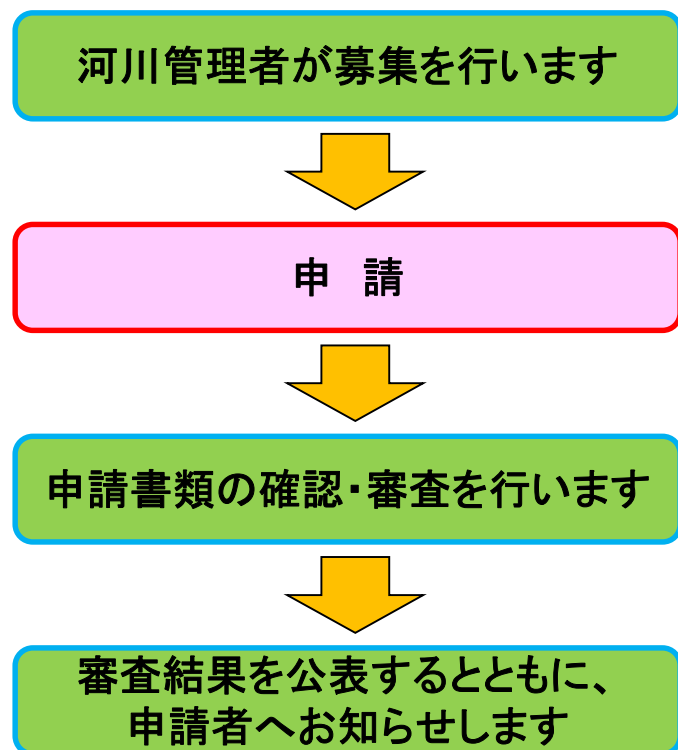 河川管理者が募集を行います
申　請
申請書類の確認・審査を行います
審査結果を公表するとともに、
申請者へお知らせします